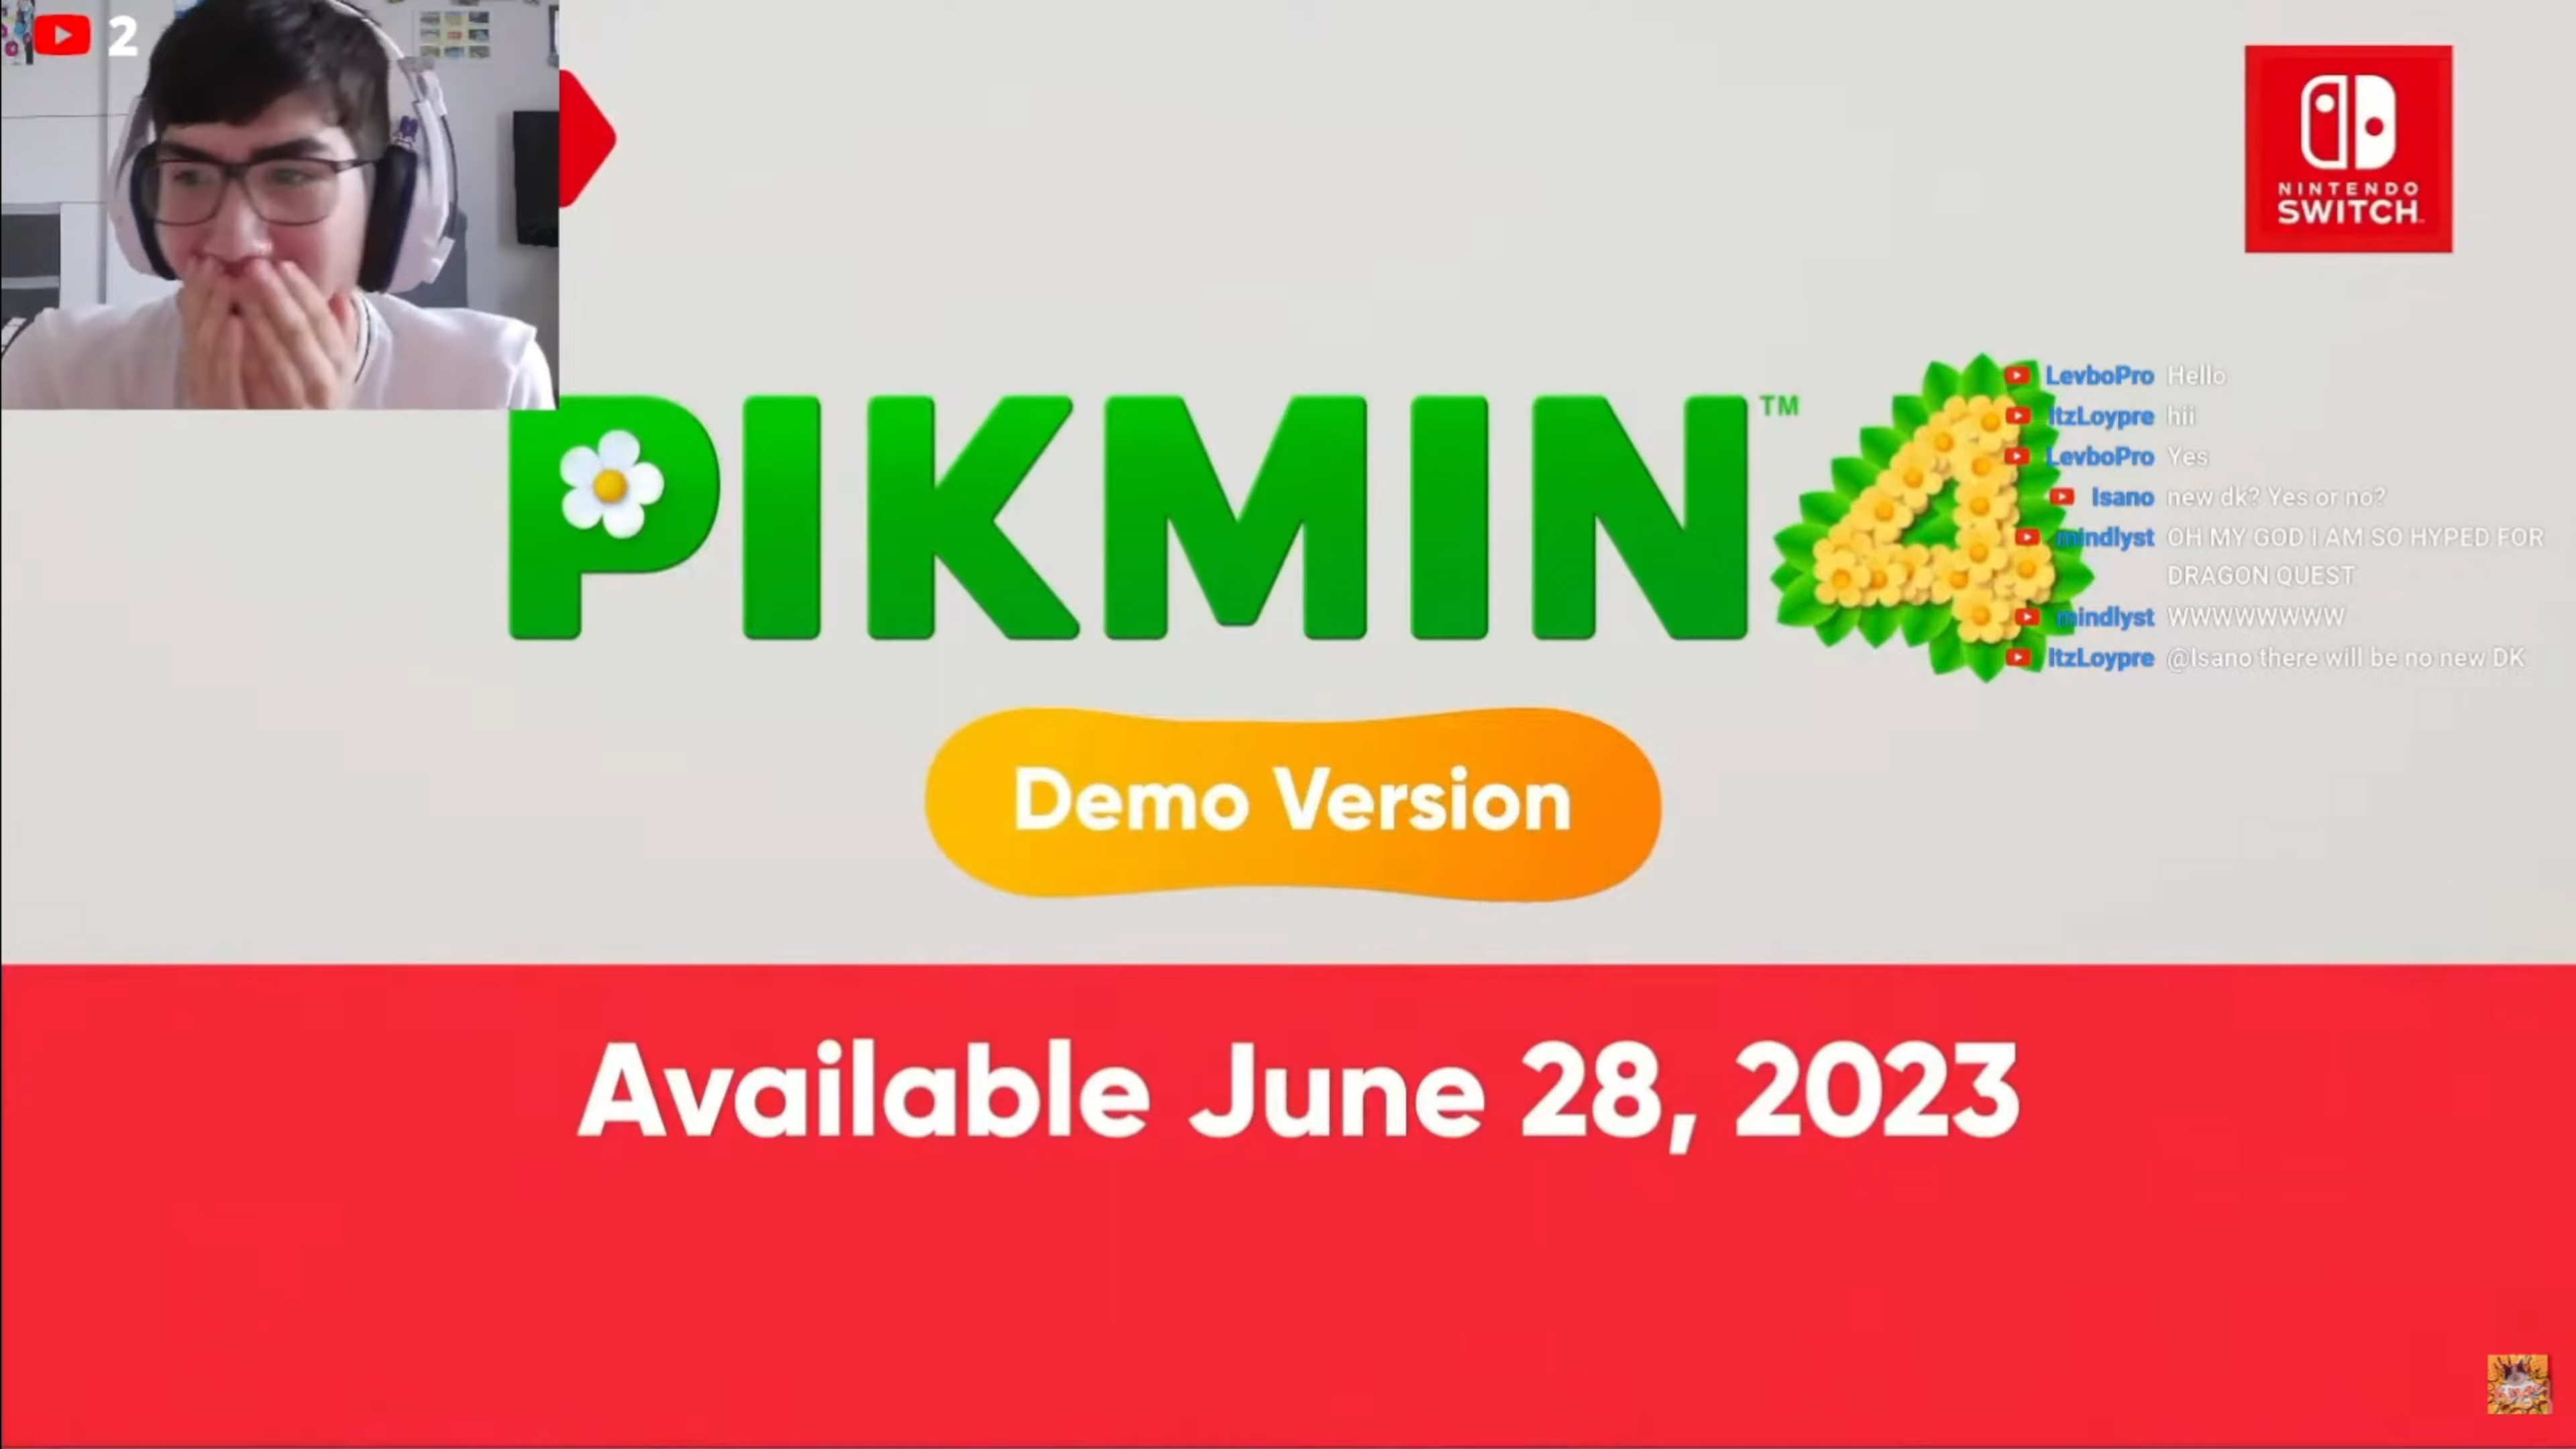 2
NINTENDO
SWITCH™
PIKMIN™ 4
LevboPro Hello
ItzLoypre hii
LevboPro Yes
Isano new dk? Yes or no?
mindlyst OH MY GOD I AM SO HYPED FOR
DRAGON QUEST
mindlyst WWWWWWWW
ItzLoypre @Isano there will be no new DK
Demo Version
Available June 28, 2023